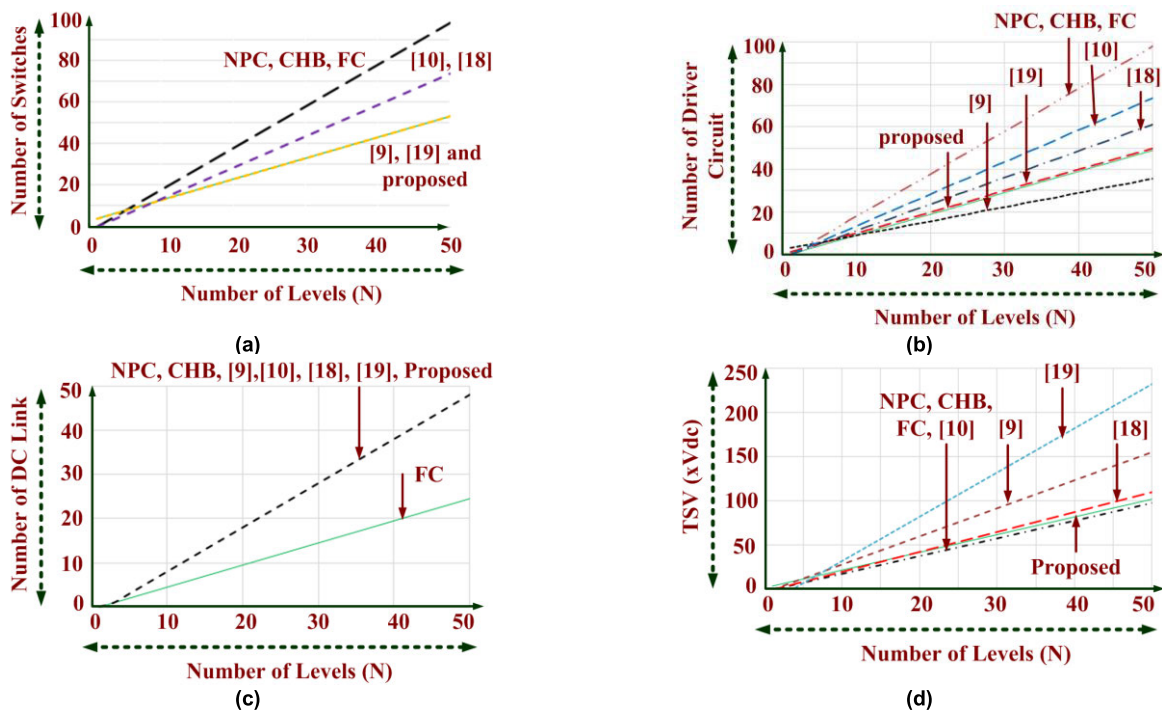 Number of Switches
100
80
60
40
20
0
NPC, CHB, FC
[10], [18]
[9], [19] and
proposed
0
10
20
30
40
50
Number of Levels (N)
(a)
Number of Driver
Circuit
100
80
60
40
20
0
NPC, CHB, FC
[10]
[19]
[18]
[9]
proposed
0
10
20
30
40
50
Number of Levels (N)
(b)
NPC, CHB, [9],[10], [18], [19], Proposed
Number of DC Link
50
40
30
20
10
0
FC
0
10
20
30
40
50
Number of Levels (N)
(c)
TSV (xVdc)
250
200
150
100
50
0
[19]
NPC, CHB,
FC, [10]
[9]
[18]
Proposed
0
10
20
30
40
50
Number of Levels (N)
(d)